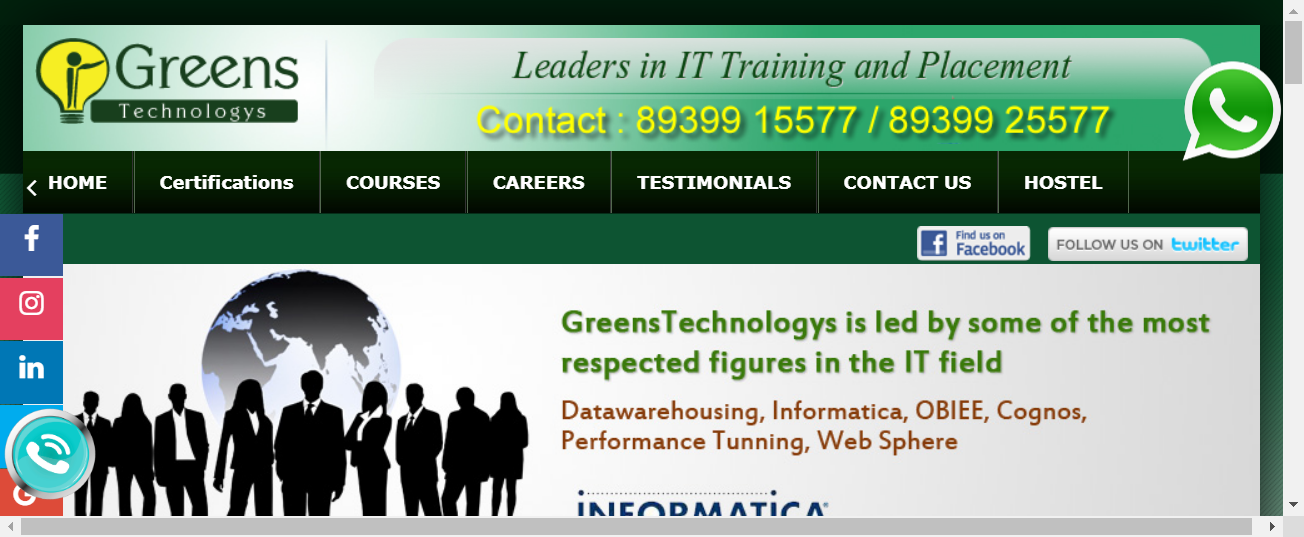 Greens
Technologys
Leaders in IT Training and Placement
Contact : 89399 15577 / 89399 25577
HOME
Certifications
COURSES
CAREERS
TESTIMONIALS
CONTACT US
HOSTEL
Find us on
Facebook
FOLLOW US ON twitter
GreensTechnologys is led by some of the most
respected figures in the IT field
Datawarehousing, Informatica, OBIEE, Cognos,
Performance Tunning, Web Sphere
INFORMATICA